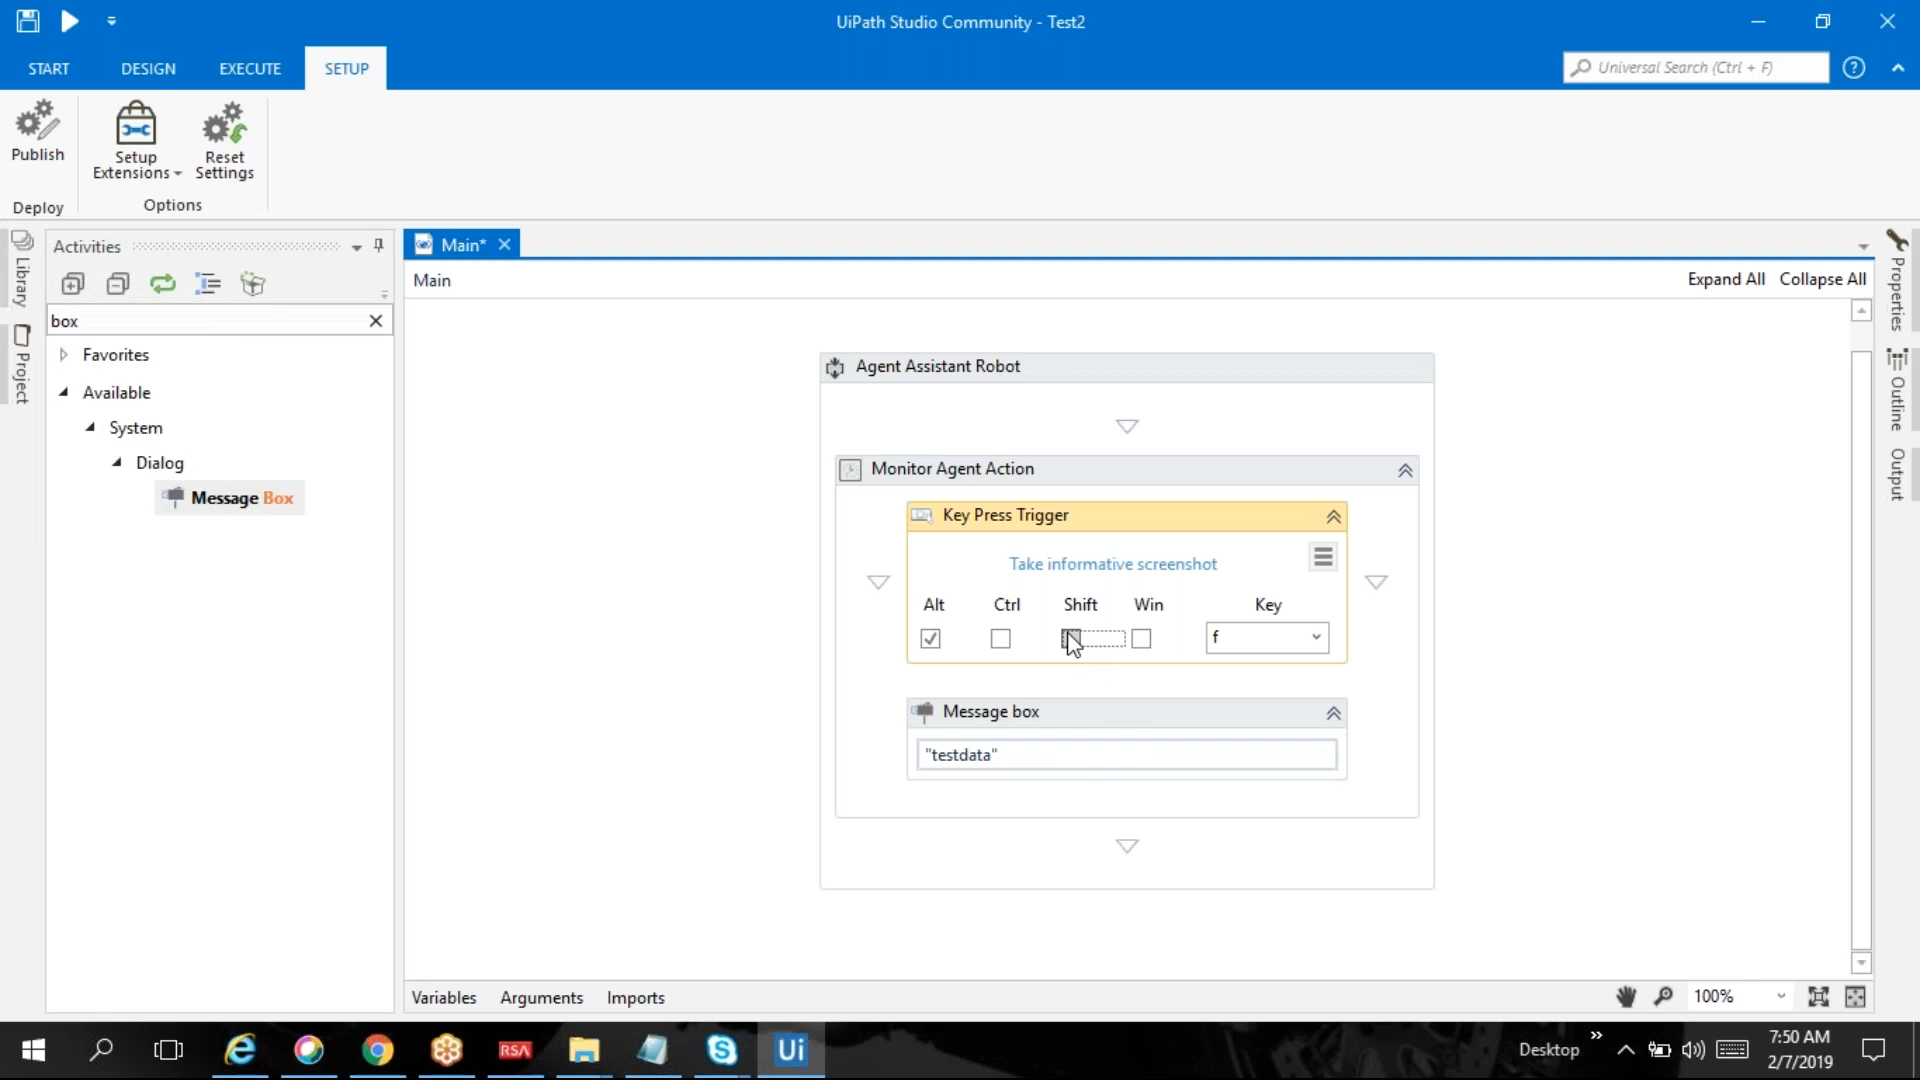 UiPath Studio Community - Test2
START
DESIGN
EXECUTE
SETUP
Universal Search (Ctrl + F)
?
Publish
Setup
Extensions
Reset
Settings
Deploy
Options
Library
Project
Activities
box
Favorites
Available
System
Dialog
Message Box
Main*
Main
Expand All
Collapse All
Agent Assistant Robot
Monitor Agent Action
Key Press Trigger
Take informative screenshot
Alt
Ctrl
Shift
Win
Key
f
Message box
"testdata"
Properties
Outline
Output
Variables
Arguments
Imports
100%
RSA
Ui
Desktop
7:50 AM
2/7/2019